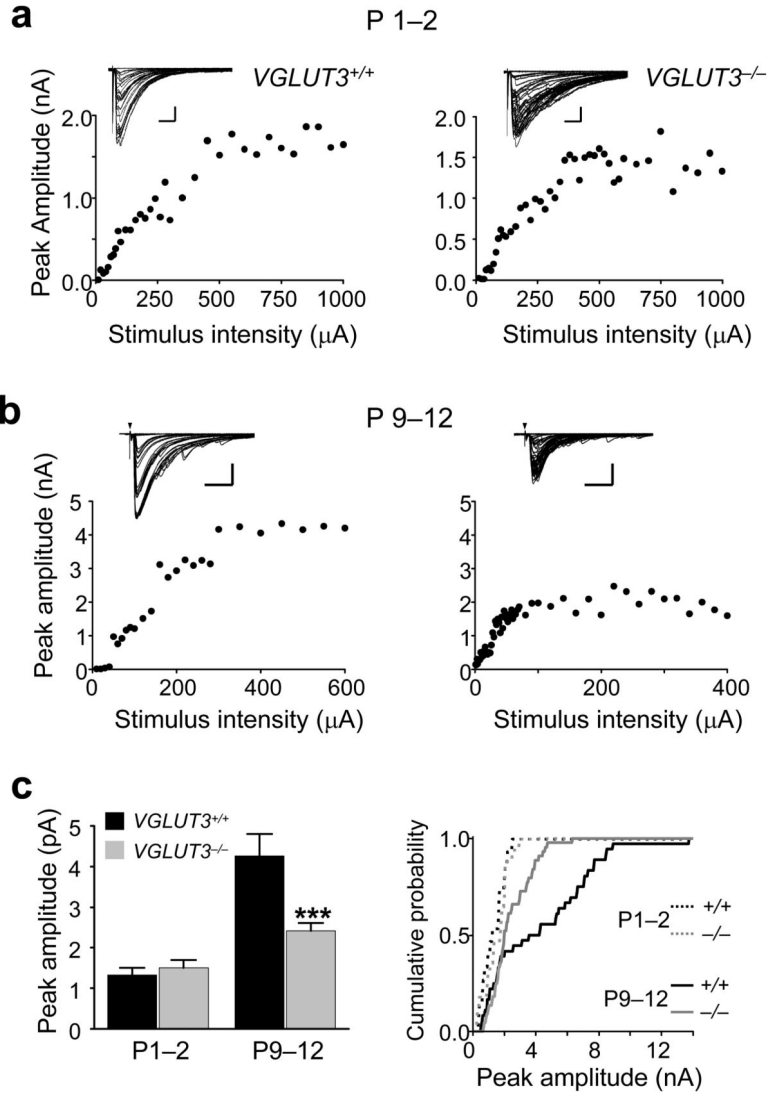 a
P 1–2
VGLUT3+/+
VGLUT3–/–
Peak Amplitude (nA)
2.0
1.0
0.0
0
250
500
750
1000
Stimulus intensity (μA)
2.0
1.5
1.0
0.5
0.0
0
250
500
750
1000
Stimulus intensity (μA)
b
P 9–12
Peak amplitude (nA)
5
4
3
2
1
0
0
200
400
600
Stimulus intensity (μA)
5
4
3
2
1
0
0
200
400
Stimulus intensity (μA)
c
Peak amplitude (pA)
5
4
3
2
1
0
VGLUT3+/+
VGLUT3–/–
***
P1–2
P9–12
Cumulative probability
1.0
0.5
0.0
P1–2
+/+
–/–
P9–12
+/+
–/–
0
4
8
12
Peak amplitude (nA)